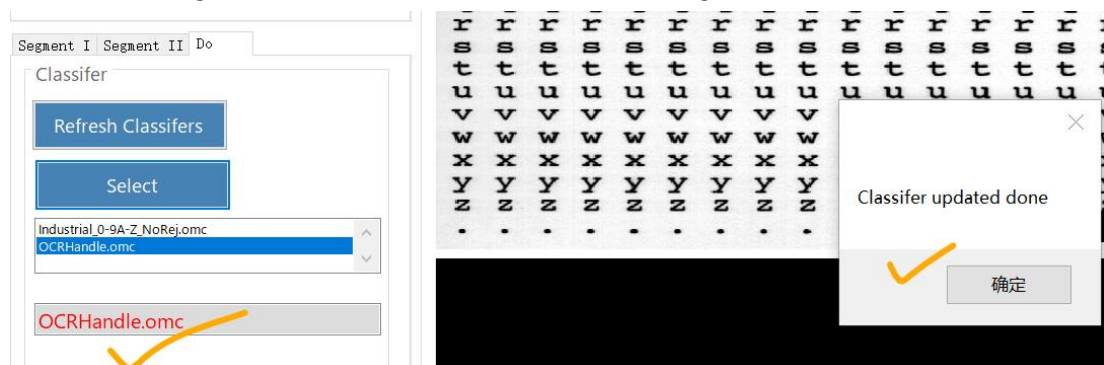 Segment I Segment II Do
Classifer
Refresh Classifers
Select
Industrial_0-9A-Z_NoRej.omc
OCRHandle.omc
OCRHandle.omc
r r r r r r r r r r r r r r r
s s s s s s s s s s s s s s s
t t t t t t t t t t t t t t t
u u u u u u u u u u u u u u u
v v v v v v v v v
w w w w w w w w w
x x x x x x x x x
y y y y y y y y y
z z z z z z z z z
. . . . . . . . .
Classifer updated done
确定